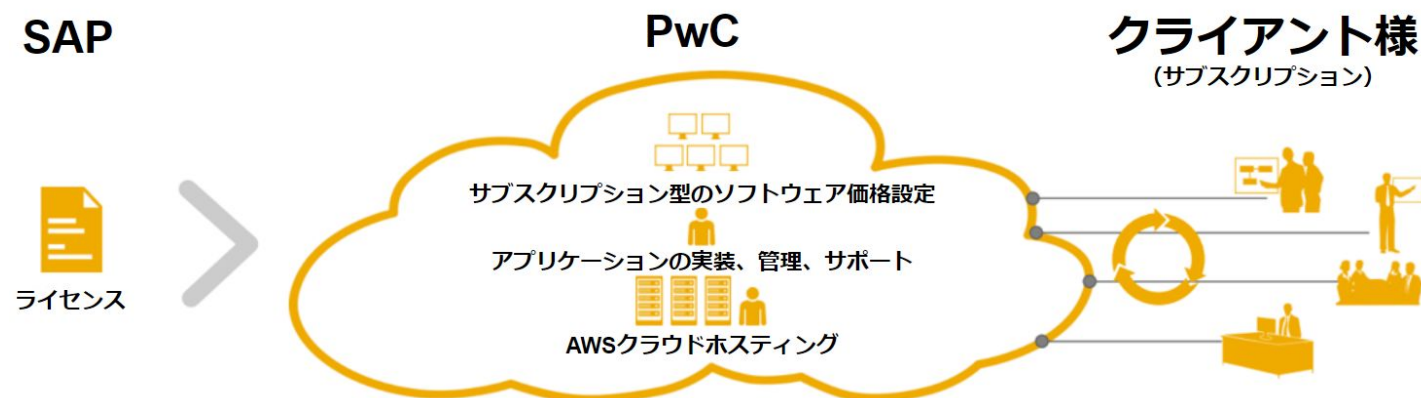 SAP
PwC
クライアント様
（サブスクリプション）
ライセンス
サブスクリプション型のソフトウェア価格設定
アプリケーションの実装、管理、サポート
AWSクラウドホスティング